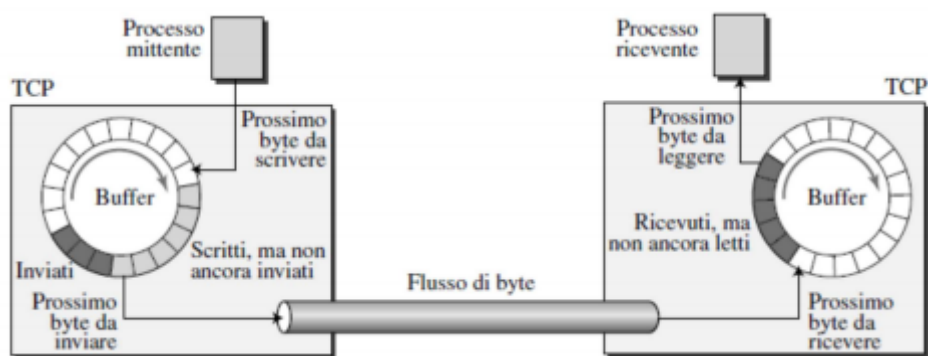 Processo
mittente
TCP
Prossimo
byte da
scrivere
Buffer
Scritti, ma non
ancora inviati
Inviati
Prossimo
byte da
inviare
Flusso di byte
Processo
ricevente
TCP
Prossimo
byte da
leggere
Buffer
Ricevuti, ma
non ancora letti
Prossimo
byte da
ricevere